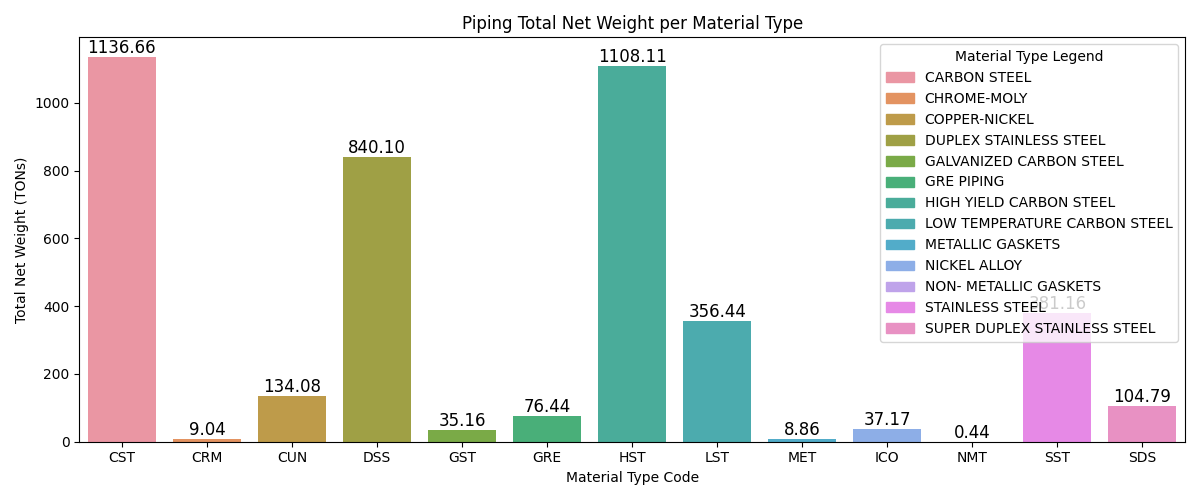 Piping Total Net Weight per Material Type
1136.66
9.04
134.08
840.10
35.16
76.44
1108.11
356.44
8.86
37.17
0.44
381.16
104.79
Material Type Legend
CARBON STEEL
CHROME-MOLY
COPPER-NICKEL
DUPLEX STAINLESS STEEL
GALVANIZED CARBON STEEL
GRE PIPING
HIGH YIELD CARBON STEEL
LOW TEMPERATURE CARBON STEEL
METALLIC GASKETS
NICKEL ALLOY
NON- METALLIC GASKETS
STAINLESS STEEL
SUPER DUPLEX STAINLESS STEEL
Total Net Weight (TONs)
1000
800
600
400
200
0
CST CRM CUN DSS GST GRE HST LST MET ICO NMT SST SDS
Material Type Code